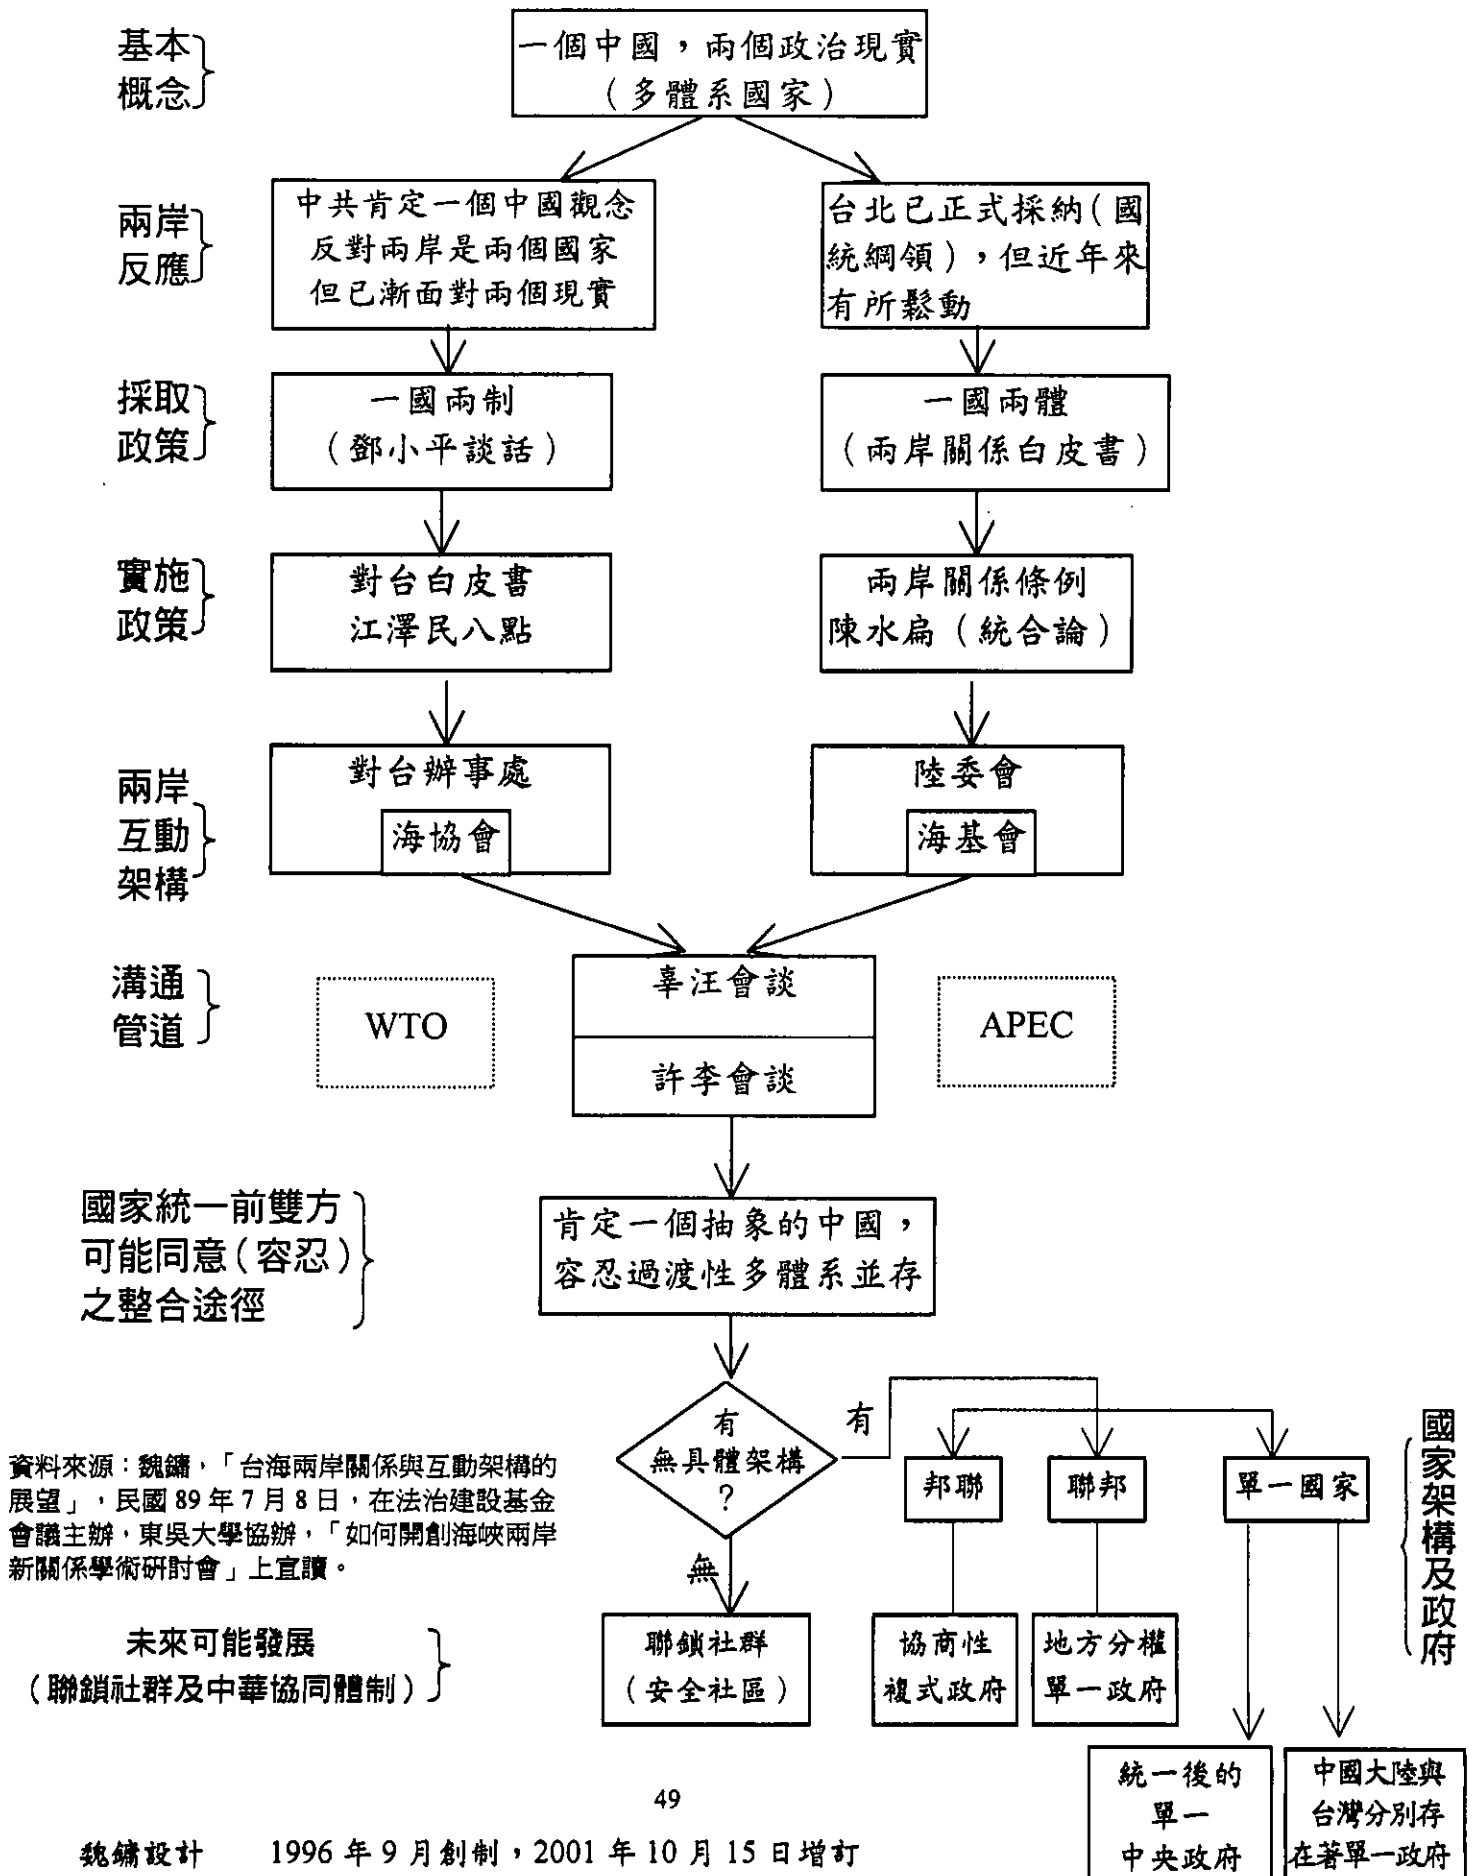 基本
概念
一個中國，兩個政治現實
（多體系國家）
兩岸
反應
中共肯定一個中國觀念
反對兩岸是兩個國家
但已漸面對兩個現實
台北已正式採納（國
統綱領），但近年來
有所鬆動
採取
政策
一國兩制
（鄧小平談話）
一國兩體
（兩岸關係白皮書）
實施
政策
對台白皮書
江澤民八點
兩岸關係條例
陳水扁（統合論）
兩岸
互動
架構
對台辦事處
海協會
陸委會
海基會
溝通
管道
WTO
辜汪會談
許李會談
APEC
國家統一前雙方
可能同意（容忍）
之整合途徑
肯定一個抽象的中國，
容忍過渡性多體系並存
有
無具體架構
？
有
無
邦聯
聯邦
單一國家
國家架構及政府
資料來源：魏鏞，「台海兩岸關係與互動架構的
展望」，民國 89 年 7 月 8 日，在法治建設基金
會議主辦，東吳大學協辦，「如何開創海峽兩岸
新關係學術研討會」上宣讀。
未來可能發展
（聯鎖社群及中華協同體制）
聯鎖社群
（安全社區）
協商性
複式政府
地方分權
單一政府
統一後的
單一
中央政府
中國大陸與
台灣分別存
在著單一政府
49
魏鏞設計 1996 年 9 月創制，2001 年 10 月 15 日增訂